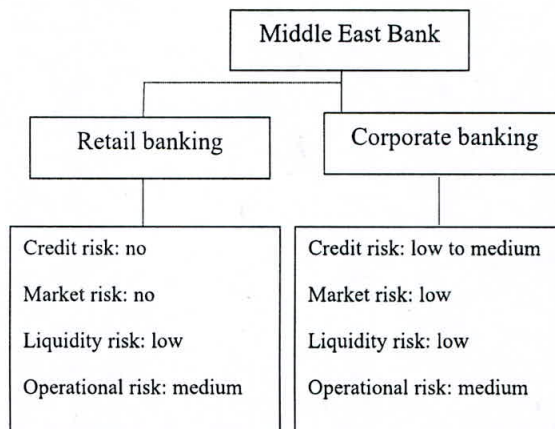 Middle East Bank
Retail banking
Corporate banking
Credit risk: no
Market risk: no
Liquidity risk: low
Operational risk: medium
Credit risk: low to medium
Market risk: low
Liquidity risk: low
Operational risk: medium